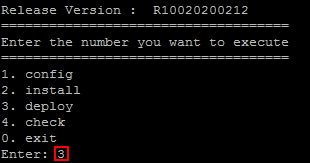 Release Version :  R10020200212
====================================
Enter the number you want to execute
====================================
1. config
2. install
3. deploy
4. check
0. exit
Enter: 3